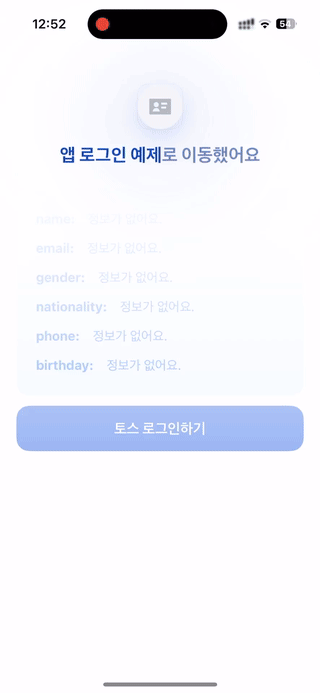 12:52
54
앱 로그인 예제로 이동했어요
name: 정보가 없어요.
email: 정보가 없어요.
gender: 정보가 없어요.
nationality: 정보가 없어요.
phone: 정보가 없어요.
birthday: 정보가 없어요.
토스 로그인하기